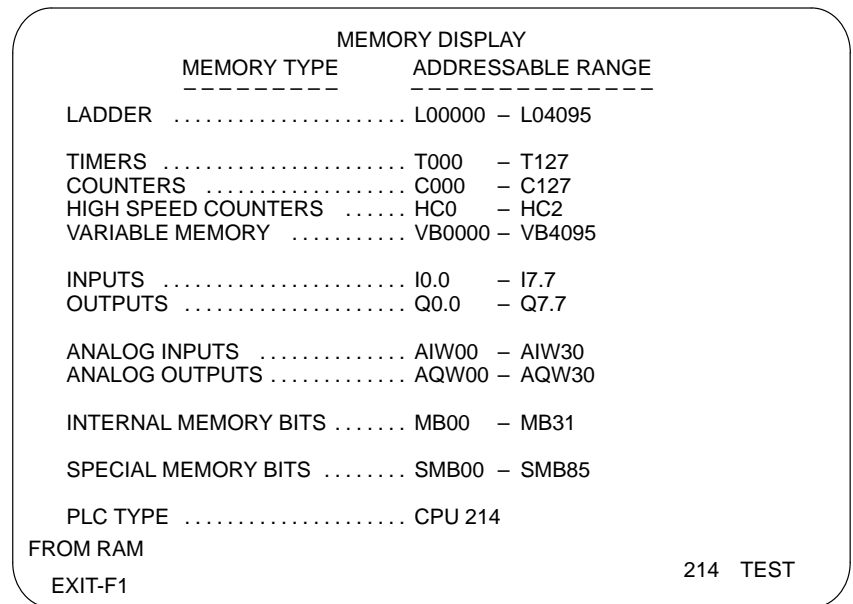 MEMORY DISPLAY
MEMORY TYPE ADDRESSABLE RANGE
– – – – – – – – – – – – – – – – – – – – – – –
LADDER . . . . . . . . . . . . . . . . . . . . . . L00000 – L04095
TIMERS . . . . . . . . . . . . . . . . . . . . . . . T000 – T127
COUNTERS . . . . . . . . . . . . . . . . . . . C000 – C127
HIGH SPEED COUNTERS . . . . . . HC0 – HC2
VARIABLE MEMORY . . . . . . . . . . . VB0000 – VB4095
INPUTS . . . . . . . . . . . . . . . . . . . . . . . I0.0 – I7.7
OUTPUTS . . . . . . . . . . . . . . . . . . . . . Q0.0 – Q7.7
ANALOG INPUTS . . . . . . . . . . . . . . AIW00 – AIW30
ANALOG OUTPUTS . . . . . . . . . . . . . AQW00 – AQW30
INTERNAL MEMORY BITS . . . . . . . MB00 – MB31
SPECIAL MEMORY BITS . . . . . . . . SMB00 – SMB85
PLC TYPE . . . . . . . . . . . . . . . . . . . . . CPU 214
FROM RAM
214 TEST
EXIT-F1